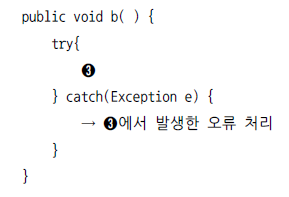 public void b( ) {
try{
❸
} catch(Exception e) {
→ ❸에서 발생한 오류 처리
}
}